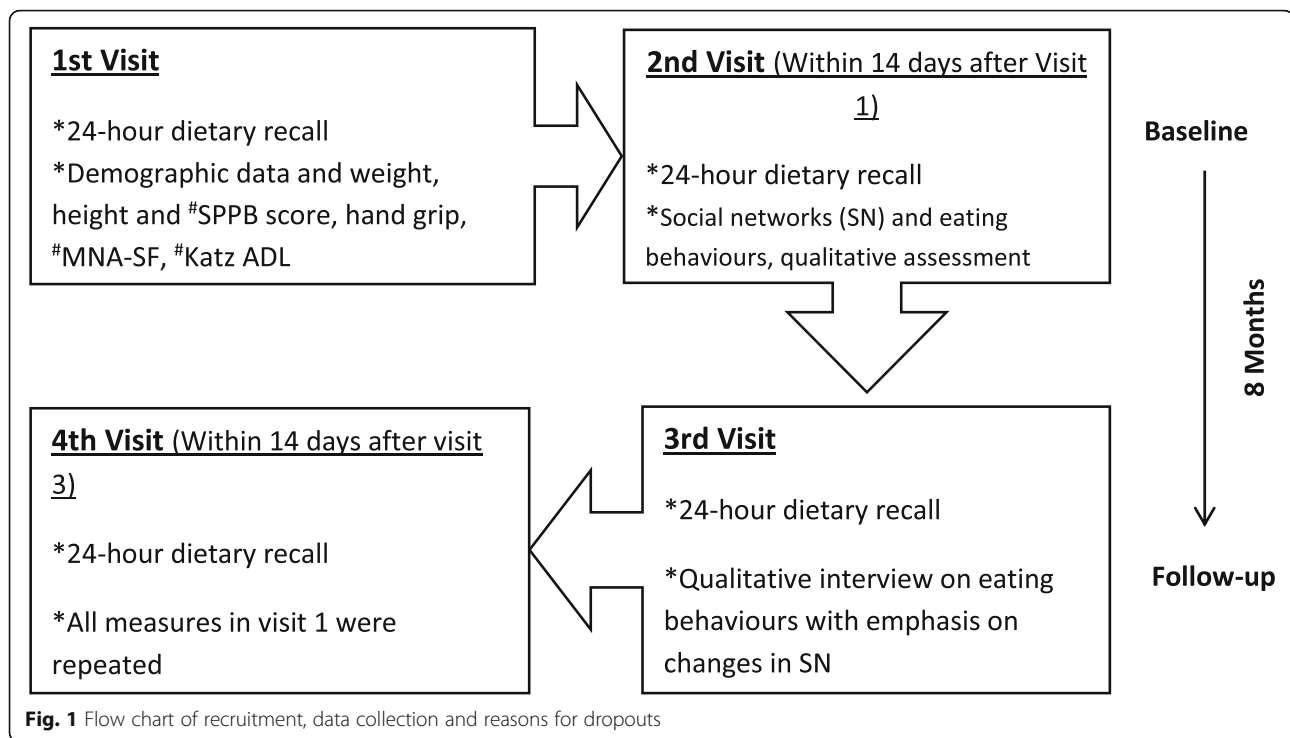 1st Visit
*24-hour dietary recall
*Demographic data and weight,
height and #SPPB score, hand grip,
#MNA-SF, #Katz ADL
2nd Visit (Within 14 days after Visit
1)
*24-hour dietary recall
*Social networks (SN) and eating
behaviours, qualitative assessment
Baseline
8 Months
Follow-up
3rd Visit
*24-hour dietary recall
*Qualitative interview on eating
behaviours with emphasis on
changes in SN
4th Visit (Within 14 days after visit
3)
*24-hour dietary recall
*All measures in visit 1 were
repeated
Fig. 1 Flow chart of recruitment, data collection and reasons for dropouts